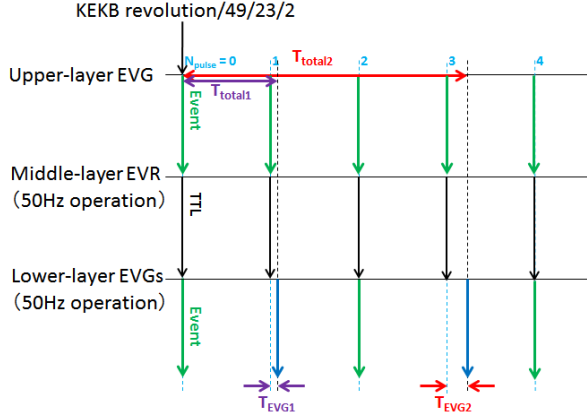 KEKB revolution/49/23/2
Npulse = 0 1 2 3 4
Ttotal2
Upper-layer EVG
Ttotal1
Event
Middle-layer EVR
（50Hz operation）
TTL
Lower-layer EVGs
（50Hz operation）
Event
TEVG1 TEVG2